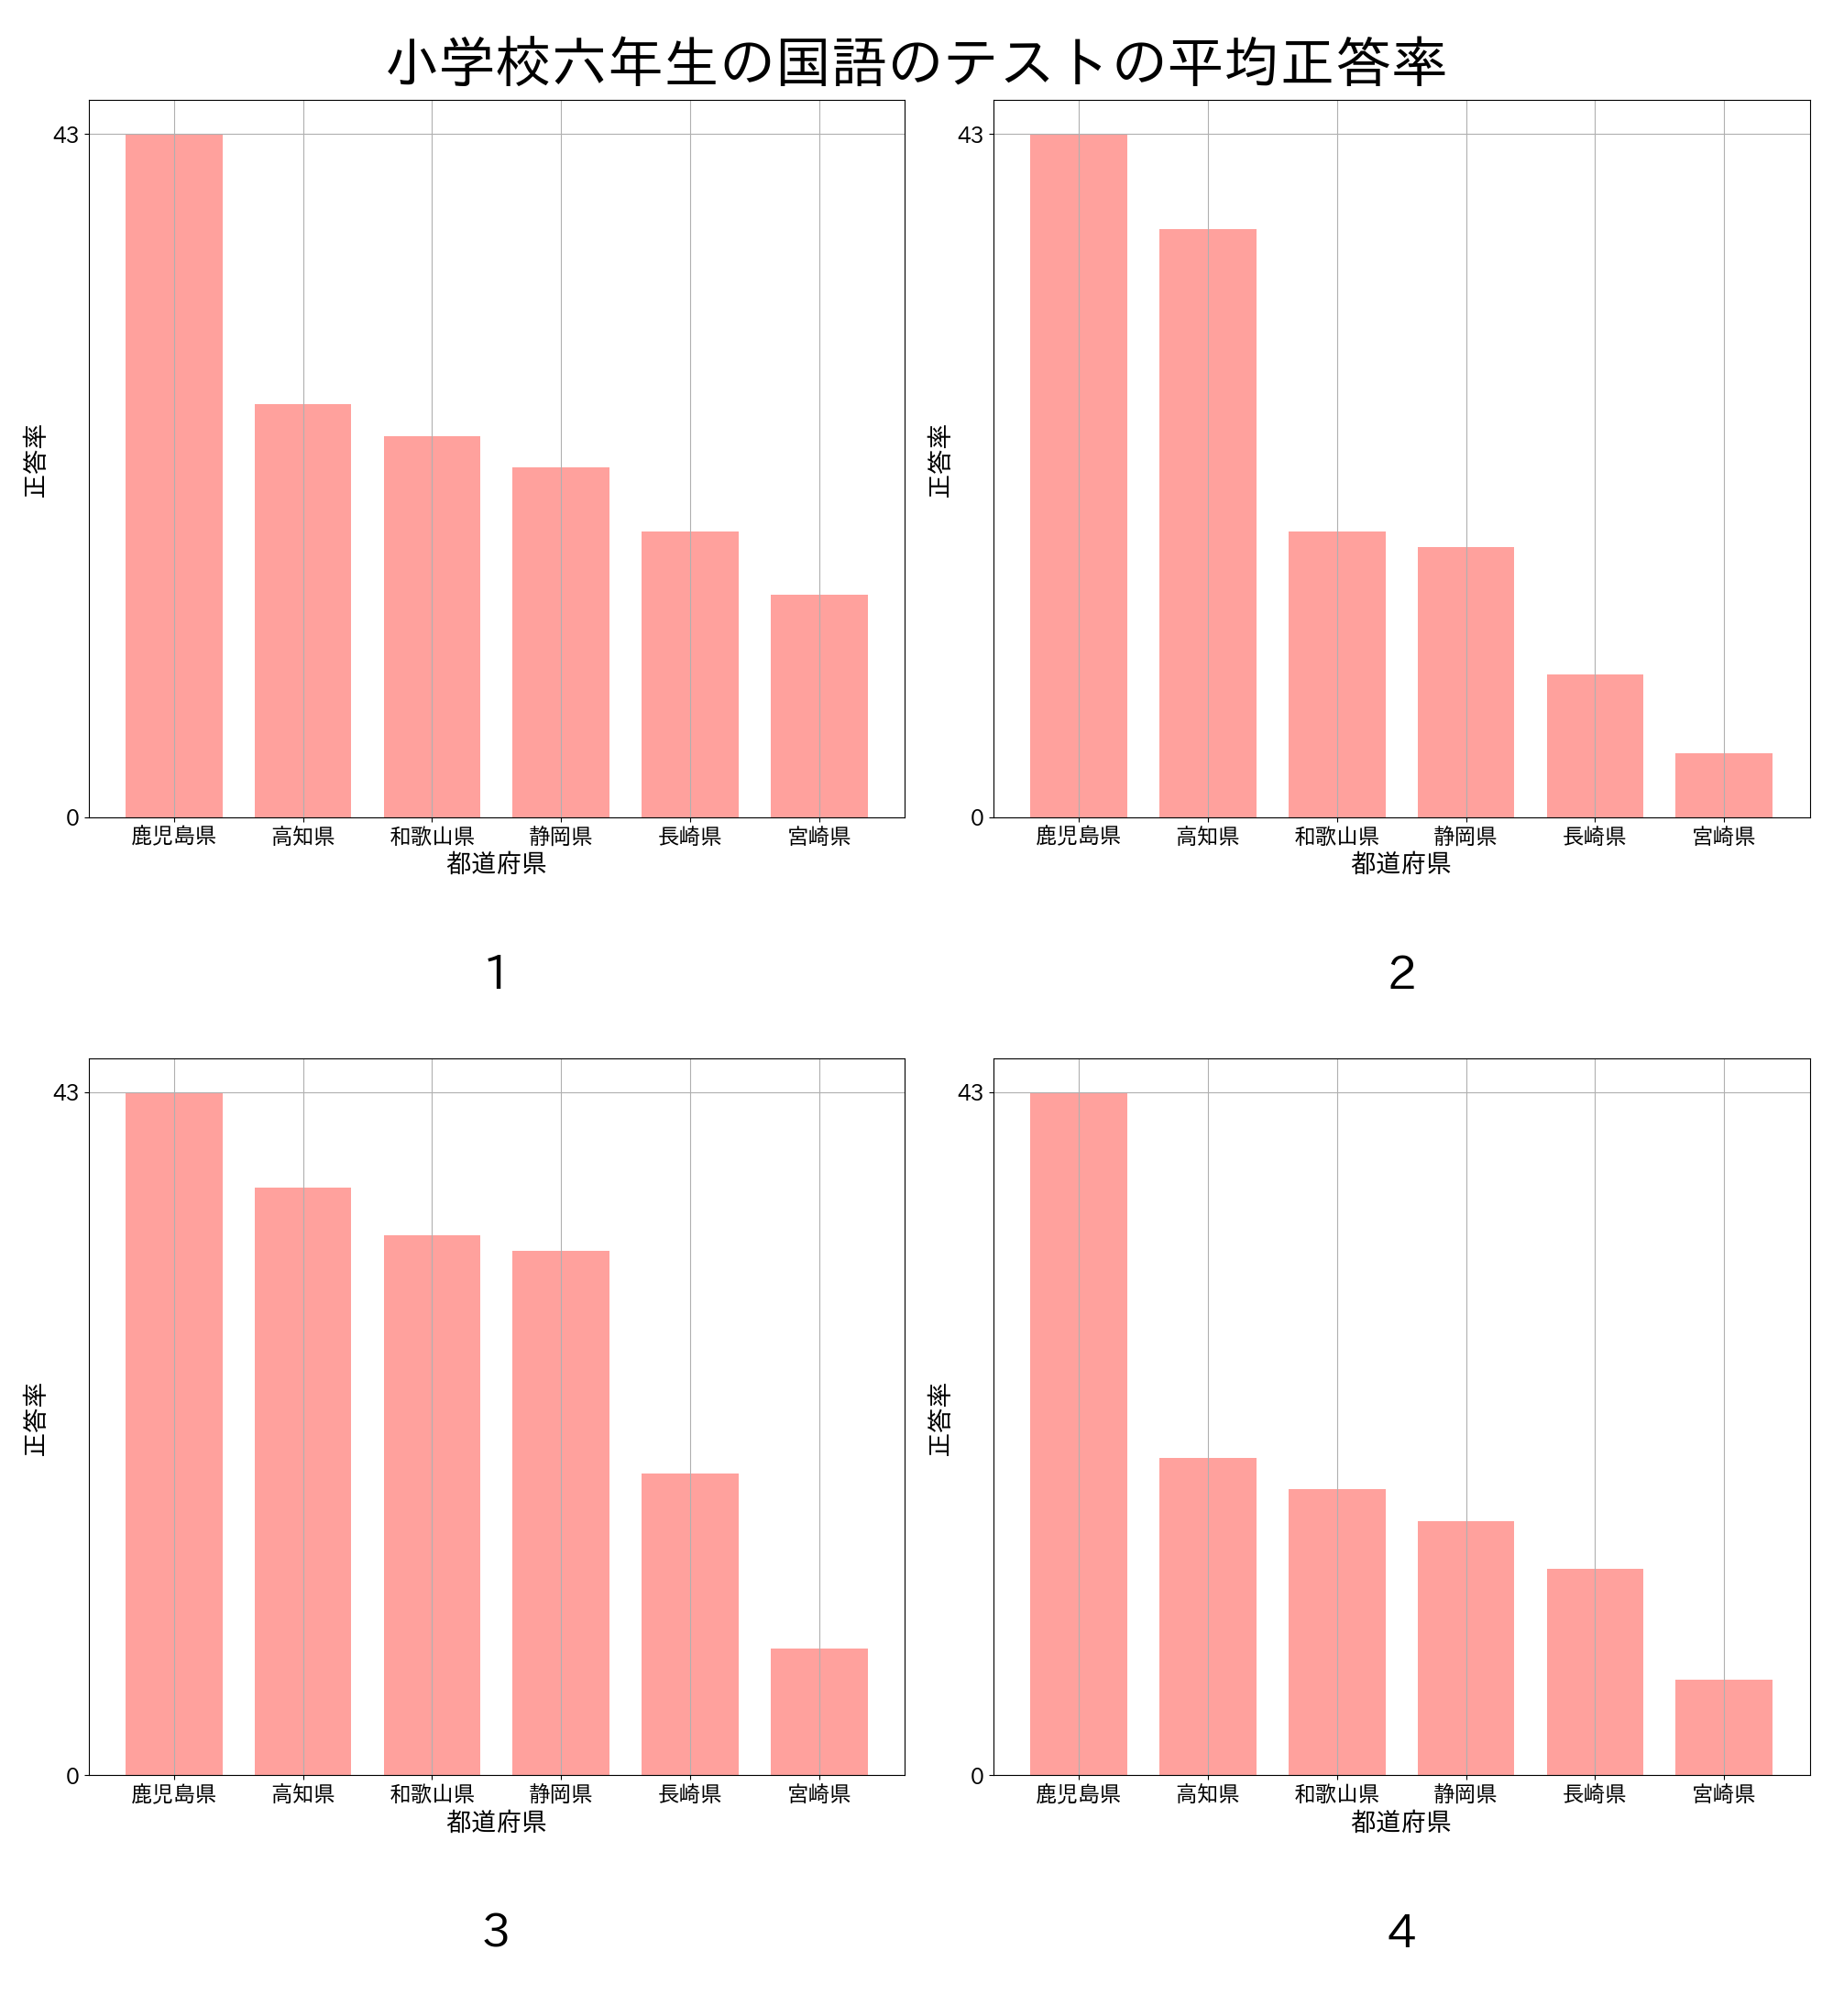 小学校六年生の国語のテストの平均正答率
43
0
正答率
鹿児島県 高知県 和歌山県 静岡県 長崎県 宮崎県
都道府県
1
43
0
正答率
鹿児島県 高知県 和歌山県 静岡県 長崎県 宮崎県
都道府県
2
43
0
正答率
鹿児島県 高知県 和歌山県 静岡県 長崎県 宮崎県
都道府県
3
43
0
正答率
鹿児島県 高知県 和歌山県 静岡県 長崎県 宮崎県
都道府県
4